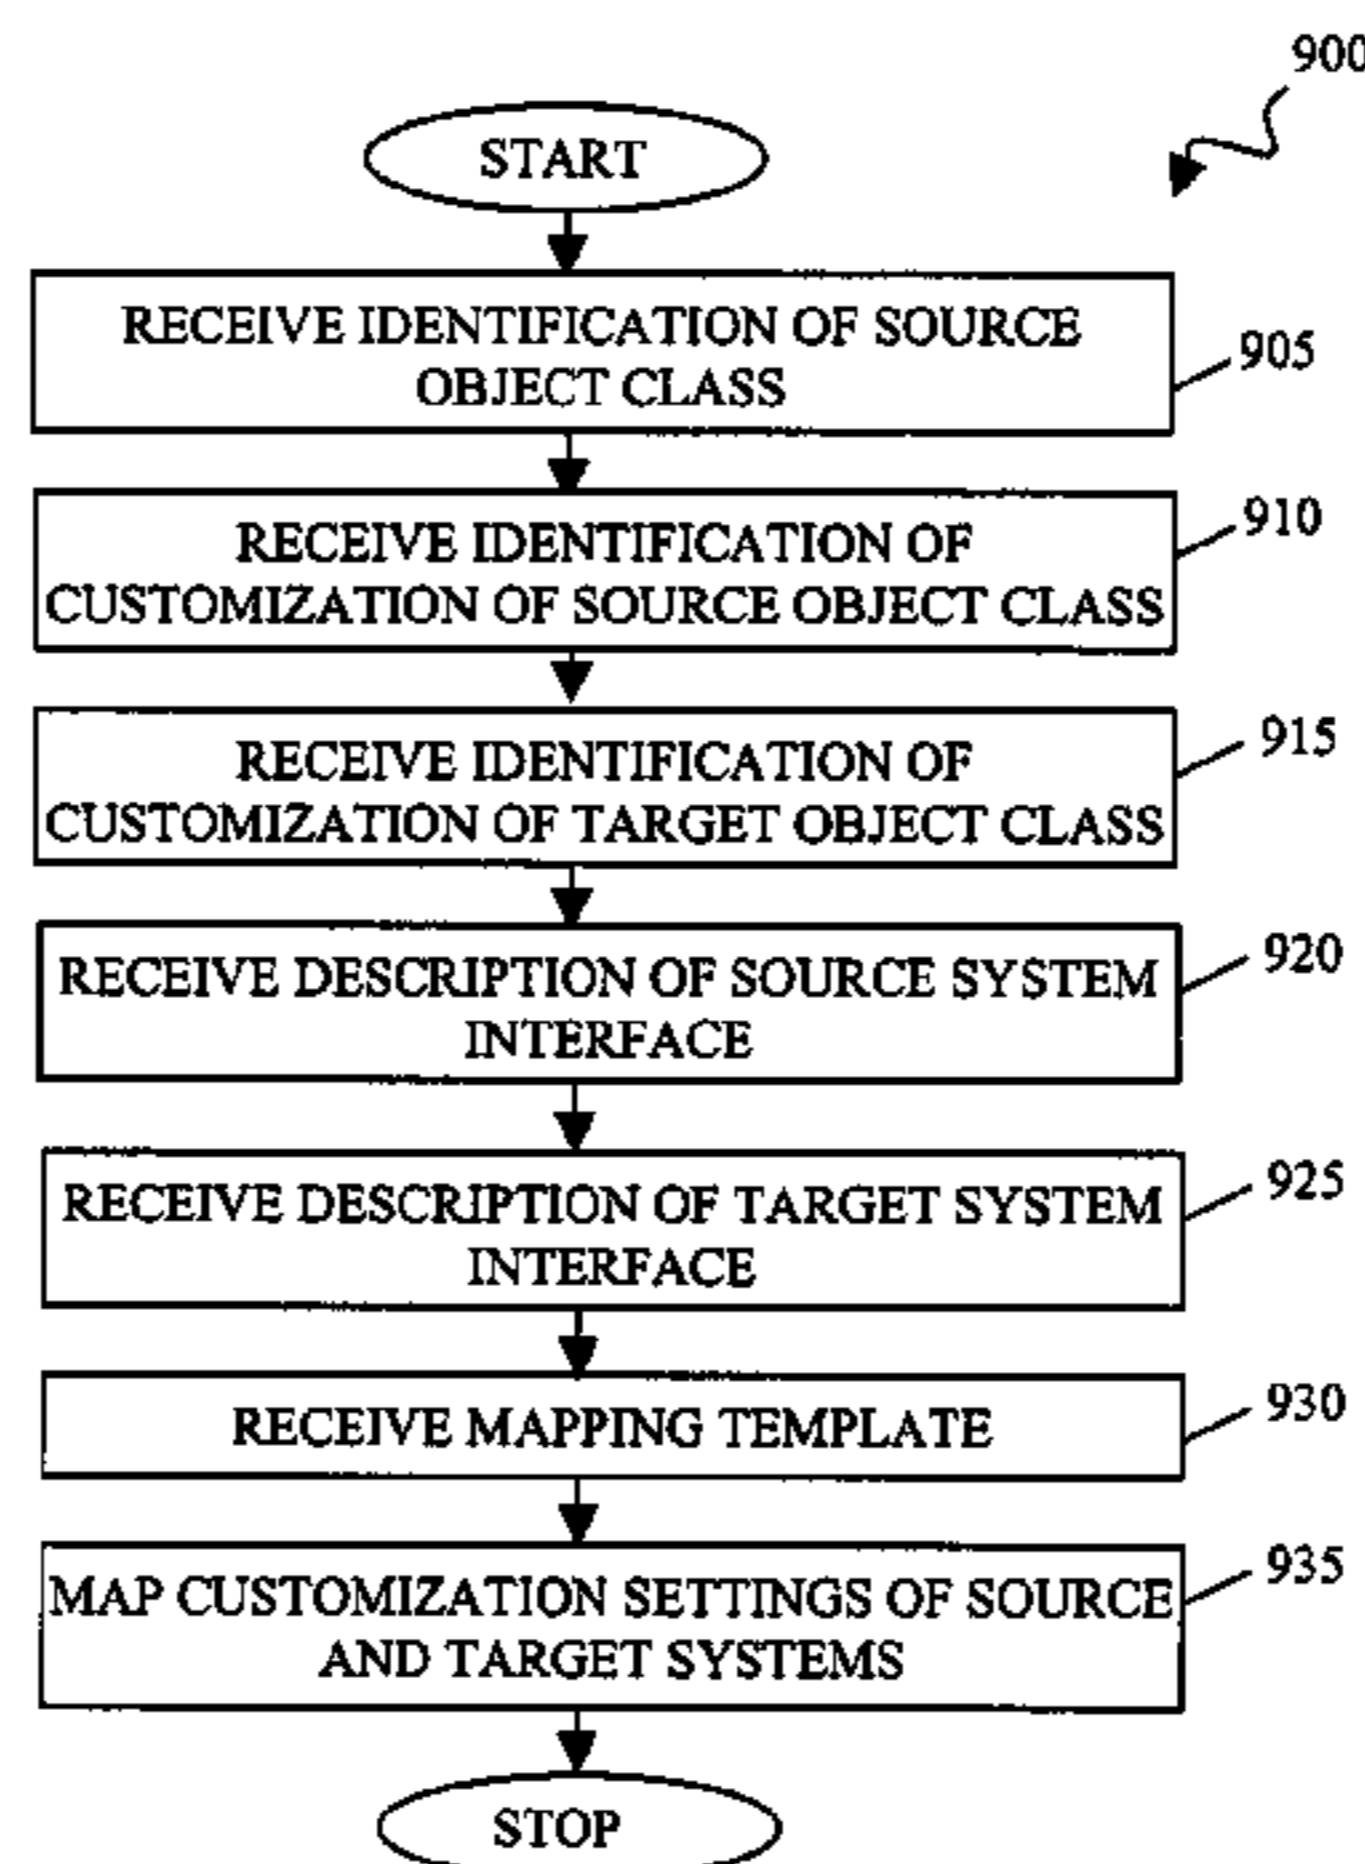 900
START
RECEIVE IDENTIFICATION OF SOURCE
OBJECT CLASS
905
RECEIVE IDENTIFICATION OF
CUSTOMIZATION OF SOURCE OBJECT CLASS
910
RECEIVE IDENTIFICATION OF
CUSTOMIZATION OF TARGET OBJECT CLASS
915
RECEIVE DESCRIPTION OF SOURCE SYSTEM
INTERFACE
920
RECEIVE DESCRIPTION OF TARGET SYSTEM
INTERFACE
925
RECEIVE MAPPING TEMPLATE
930
MAP CUSTOMIZATION SETTINGS OF SOURCE
AND TARGET SYSTEMS
935
STOP